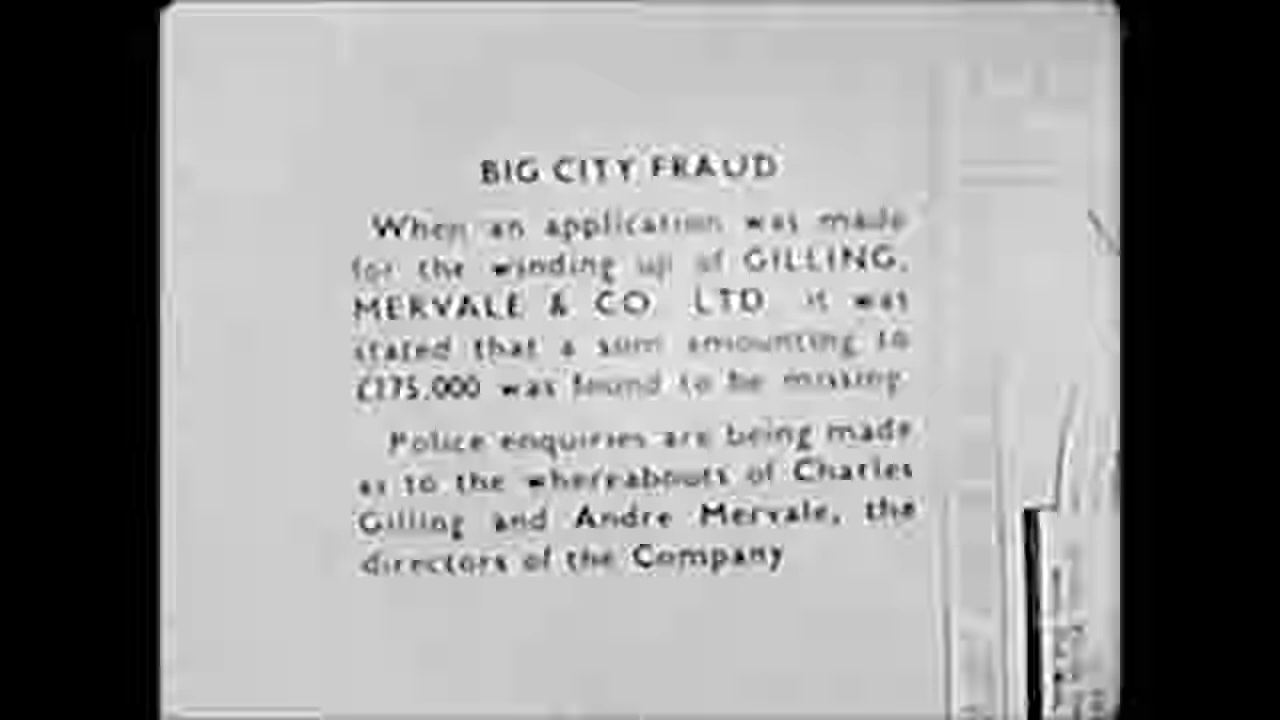 BIG CITY FRAUD
When an application was made
for the winding up of GILLING,
MERVALE & CO. LTD. it was
stated that a sum amounting to
£175,000 was found to be missing.
Police enquiries are being made
as to the whereabouts of Charles
Gilling and Andre Mervale, the
directors of the Company